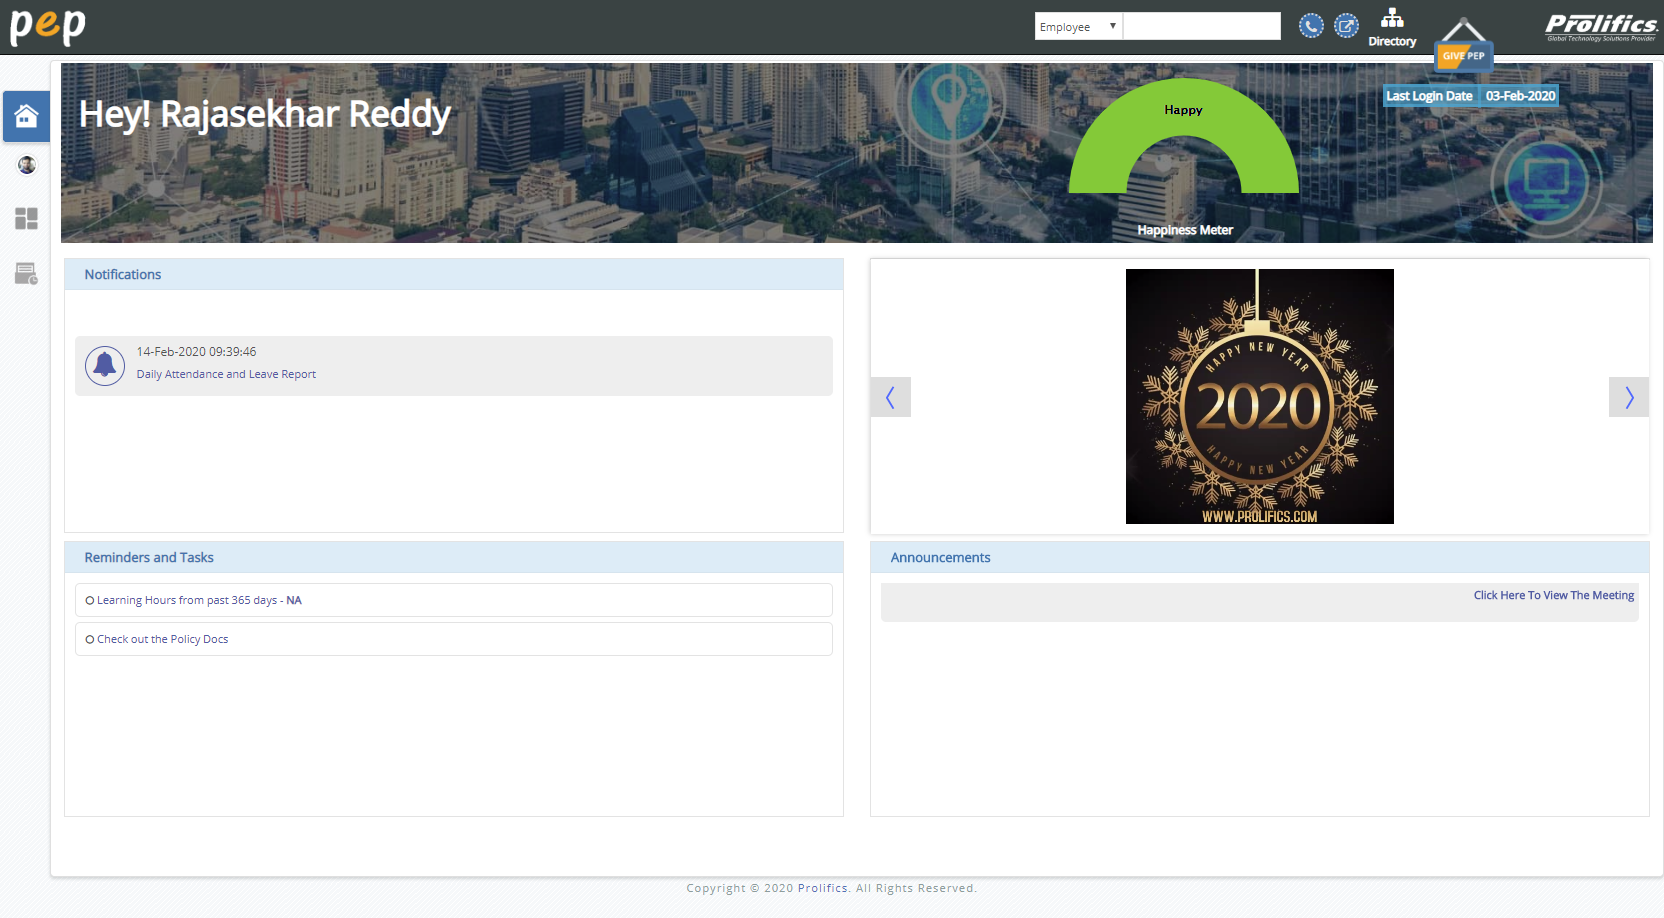 pep
Employee
Directory
GIVE PEP
Prolifics.
Global Technology Solutions Provider
Hey! Rajasekhar Reddy
Happy
Happiness Meter
Last Login Date 03-Feb-2020
Notifications
14-Feb-2020 09:39:46
Daily Attendance and Leave Report
HAPPY NEW YEAR
2020
HAPPY NEW YEAR
WWW.PROLIFICS.COM
Reminders and Tasks
Learning Hours from past 365 days - NA
Check out the Policy Docs
Announcements
Click Here To View The Meeting
Copyright © 2020 Prolifics. All Rights Reserved.